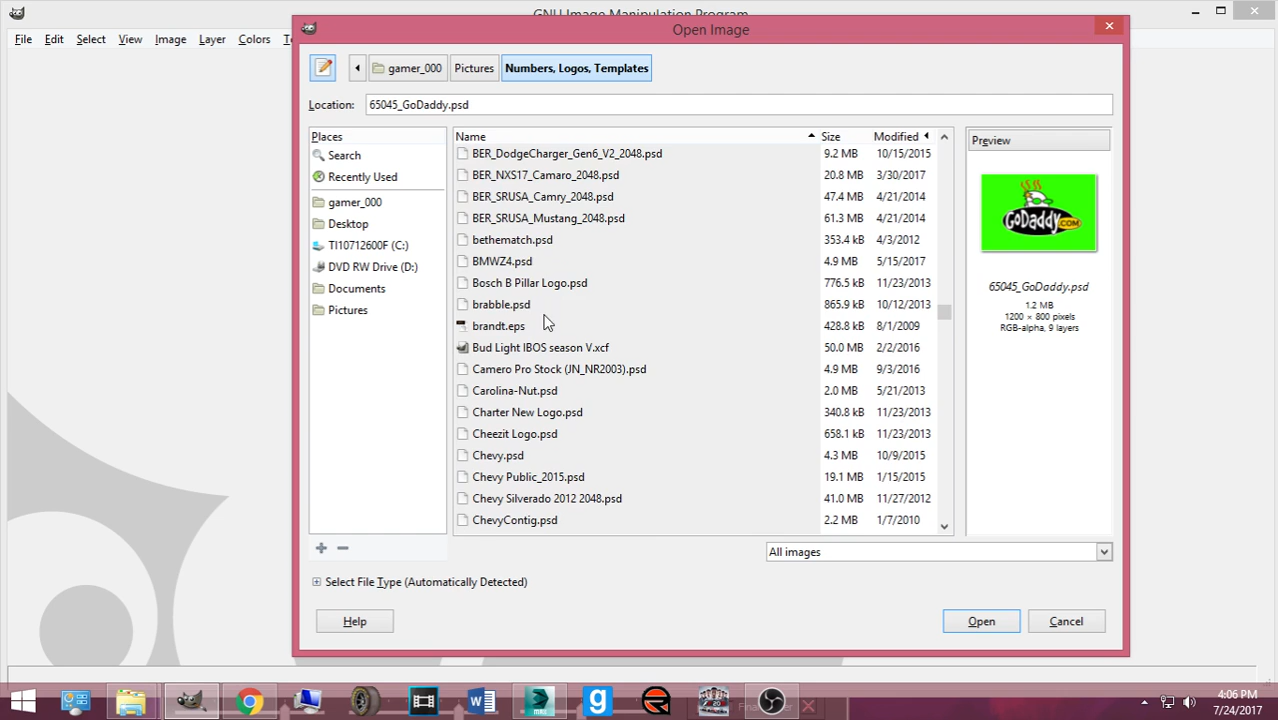 GNU Image Manipulation Program
File Edit Select View Image Layer Colors
Open Image
gamer_000 Pictures Numbers, Logos, Templates
Location: 65045_GoDaddy.psd
Places
Search
Recently Used
gamer_000
Desktop
TI10712600F (C:)
DVD RW Drive (D:)
Documents
Pictures
Name Size Modified
BER_DodgeCharger_Gen6_V2_2048.psd 9.2 MB 10/15/2015
BER_NXS17_Camaro_2048.psd 20.8 MB 3/30/2017
BER_SRUSA_Camry_2048.psd 47.4 MB 4/21/2014
BER_SRUSA_Mustang_2048.psd 61.3 MB 4/21/2014
bethematch.psd 353.4 kB 4/3/2012
BMWZ4.psd 4.9 MB 5/15/2017
Bosch B Pillar Logo.psd 776.5 kB 11/23/2013
brabble.psd 865.9 kB 10/12/2013
brandt.eps 428.8 kB 8/1/2009
Bud Light IBOS season V.xcf 50.0 MB 2/2/2016
Camero Pro Stock (JN_NR2003).psd 4.9 MB 9/3/2016
Carolina-Nut.psd 2.0 MB 5/21/2013
Charter New Logo.psd 340.8 kB 11/23/2013
Cheezit Logo.psd 658.1 kB 11/23/2013
Chevy.psd 4.3 MB 10/9/2015
Chevy Public_2015.psd 19.1 MB 1/15/2015
Chevy Silverado 2012 2048.psd 41.0 MB 11/27/2012
ChevyContig.psd 2.2 MB 1/7/2010
Preview
GoDaddy.COM
65045_GoDaddy.psd
1.2 MB
1200 × 800 pixels
RGB-alpha, 9 layers
All images
Select File Type (Automatically Detected)
Help Open Cancel
4:06 PM
7/24/2017